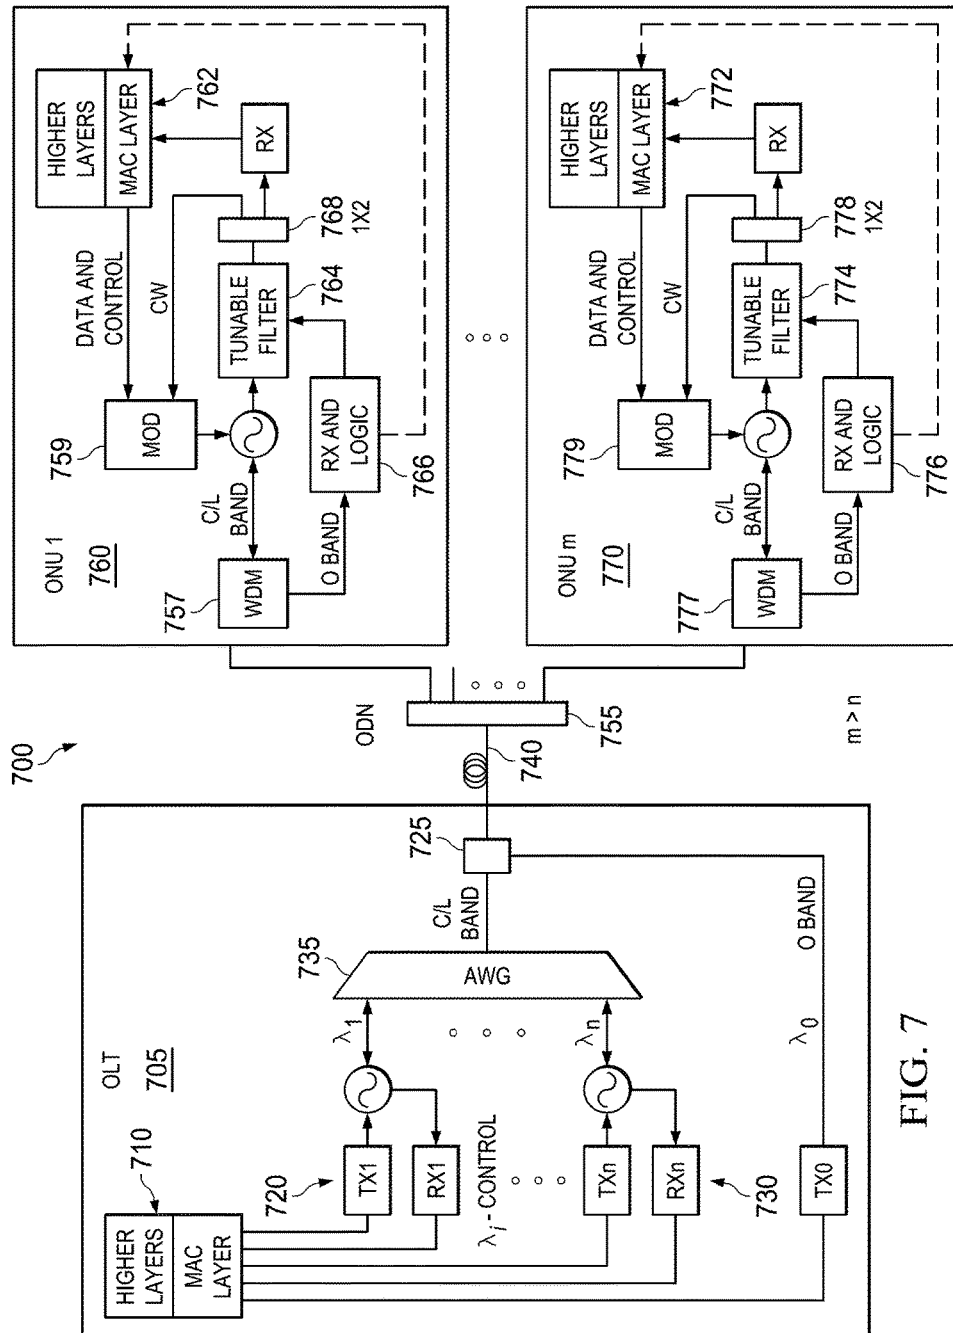 700
OLT
705
HIGHER
LAYERS
MAC
LAYER
710
720
TX1
RX1
λi - CONTROL
TXn
RXn
730
TX0
λ1
λn
735
AWG
C/L
BAND
725
λ0
O BAND
740
ODN
755
m > n
ONU 1
760
757
WDM
C/L
BAND
O BAND
759
MOD
DATA AND
CONTROL
CW
RX AND
LOGIC
766
TUNABLE
FILTER
764
768
1X2
RX
HIGHER
LAYERS
MAC LAYER
762
ONU m
770
777
WDM
C/L
BAND
O BAND
779
MOD
DATA AND
CONTROL
CW
RX AND
LOGIC
776
TUNABLE
FILTER
774
778
1X2
RX
HIGHER
LAYERS
MAC LAYER
772
FIG. 7